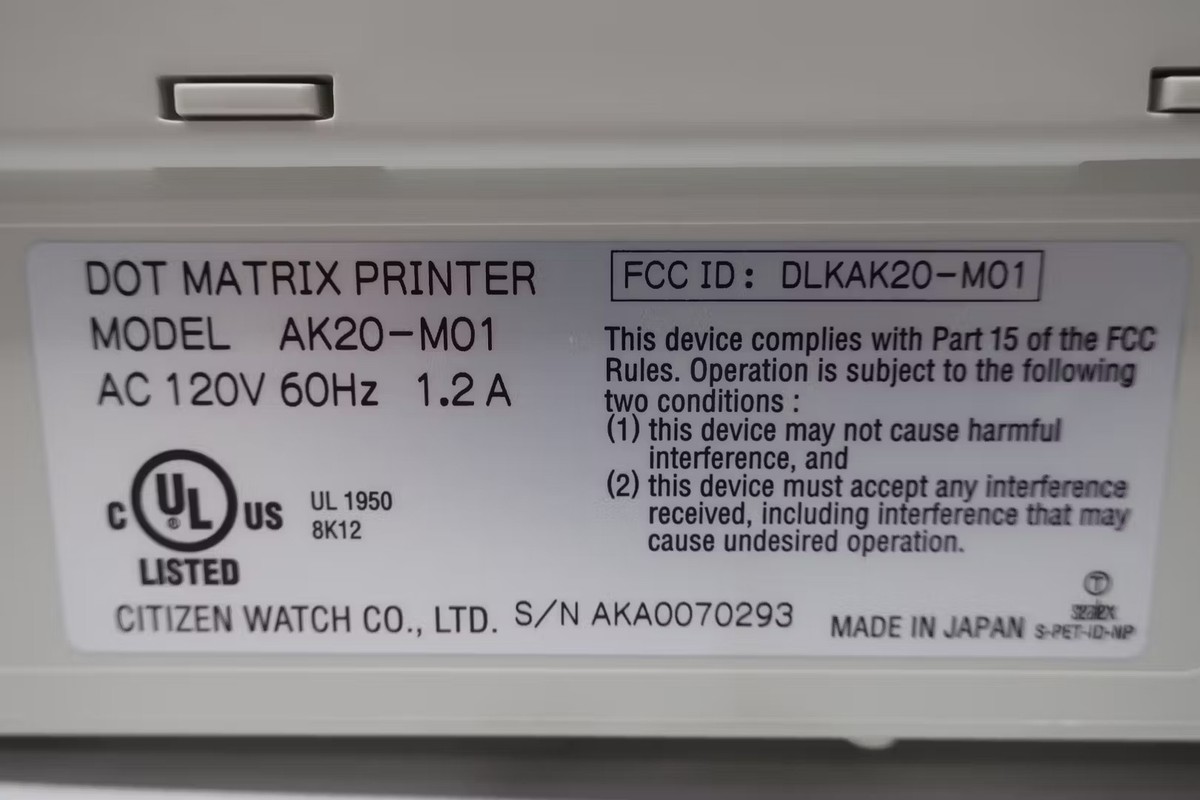 DOT MATRIX PRINTER
MODEL AK20-M01
AC 120V 60Hz 1.2 A
C UL ® US
LISTED
UL 1950
8K12
FCC ID: DLKAK20-M01
This device complies with Part 15 of the FCC
Rules. Operation is subject to the following
two conditions :
(1) this device may not cause harmful
interference, and
(2) this device must accept any interference
received, including interference that may
cause undesired operation.
CITIZEN WATCH CO., LTD. S/N AKA0070293
MADE IN JAPAN
T
S-PET-ID-NP